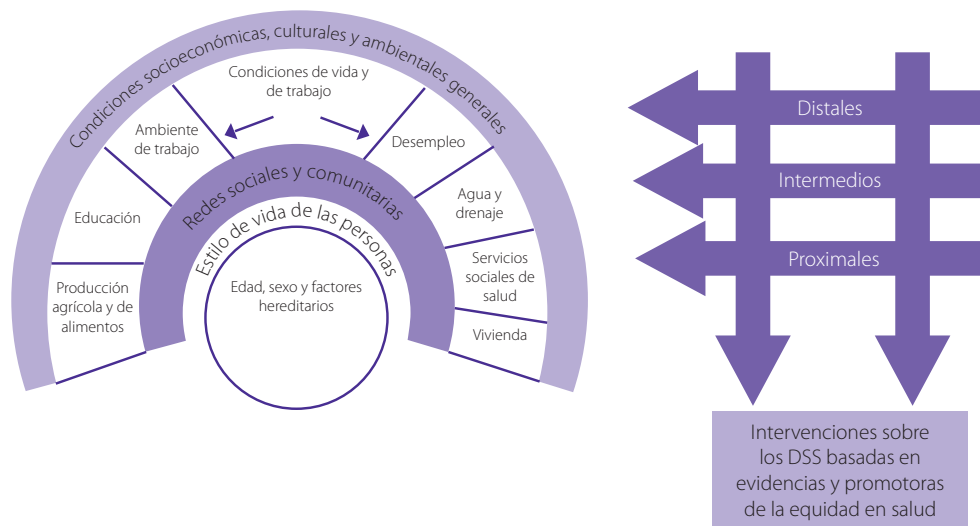 Condiciones socioeconómicas, culturales y ambientales generales
Condiciones de vida y
de trabajo
Ambiente
de trabajo
Desempleo
Educación
Agua y
drenaje
Producción
agrícola y de
alimentos
Servicios
sociales de
salud
Vivienda
Redes sociales y comunitarias
Estilo de vida de las personas
Edad, sexo y factores
hereditarios
Distales
Intermedios
Proximales
Intervenciones sobre
los DSS basadas en
evidencias y promotoras
de la equidad en salud